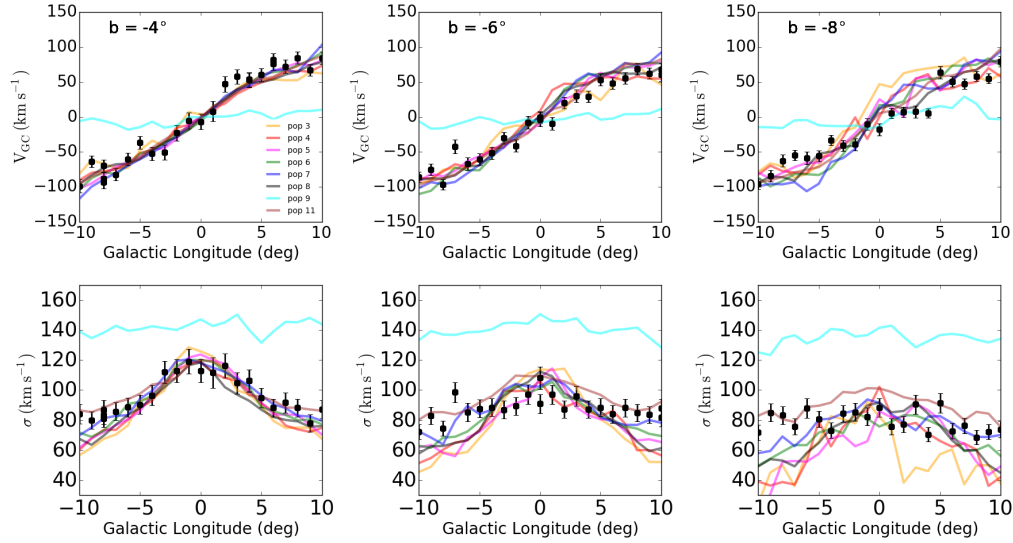 b = -4°
b = -6°
b = -8°
150
100
50
0
−50
−100
−150
V_GC (km s⁻¹)
−10 −5 0 5 10
Galactic Longitude (deg)
pop 3
pop 4
pop 5
pop 6
pop 7
pop 8
pop 9
pop 11
150
100
50
0
−50
−100
−150
V_GC (km s⁻¹)
−10 −5 0 5 10
Galactic Longitude (deg)
150
100
50
0
−50
−100
−150
V_GC (km s⁻¹)
−10 −5 0 5 10
Galactic Longitude (deg)
160
140
120
100
80
60
40
σ (km s⁻¹)
−10 −5 0 5 10
Galactic Longitude (deg)
160
140
120
100
80
60
40
σ (km s⁻¹)
−10 −5 0 5 10
Galactic Longitude (deg)
160
140
120
100
80
60
40
σ (km s⁻¹)
−10 −5 0 5 10
Galactic Longitude (deg)